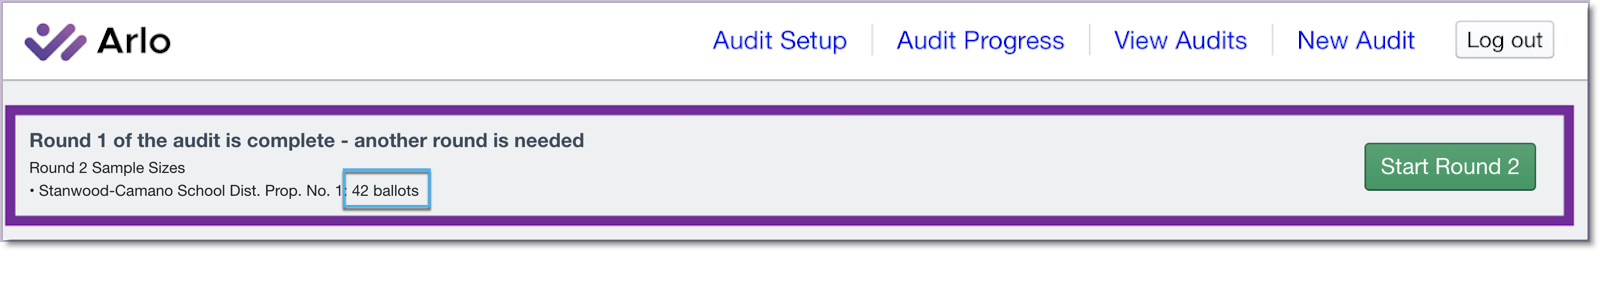 Arlo
Audit Setup Audit Progress View Audits New Audit Log out
Round 1 of the audit is complete - another round is needed
Round 2 Sample Sizes
• Stanwood-Camano School Dist. Prop. No. 1: 42 ballots
Start Round 2